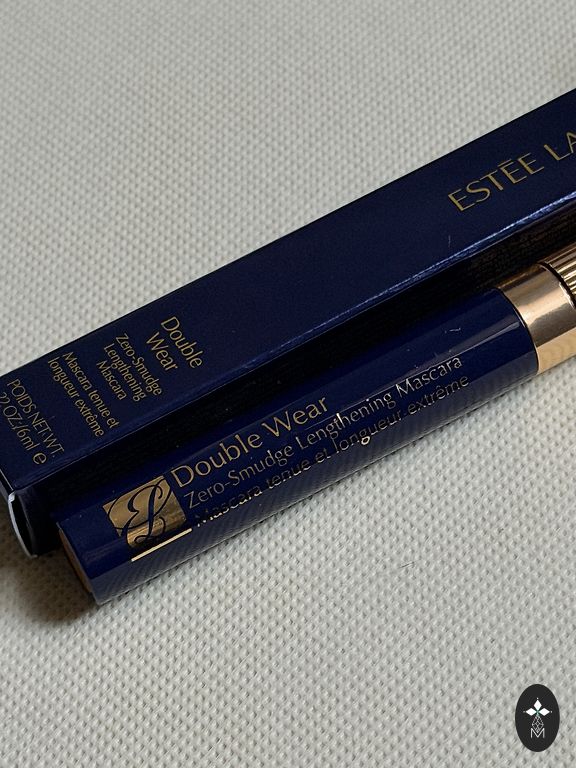 ESTĒE LA
Double
Wear
Zero-Smudge
Lengthening
Mascara
Mascara tenue et
longueur extrême
POIDS NET WT.
OZ./6ml e
Double Wear
Zero-Smudge Lengthening Mascara
Mascara tenue et longueur extrême
EL
M